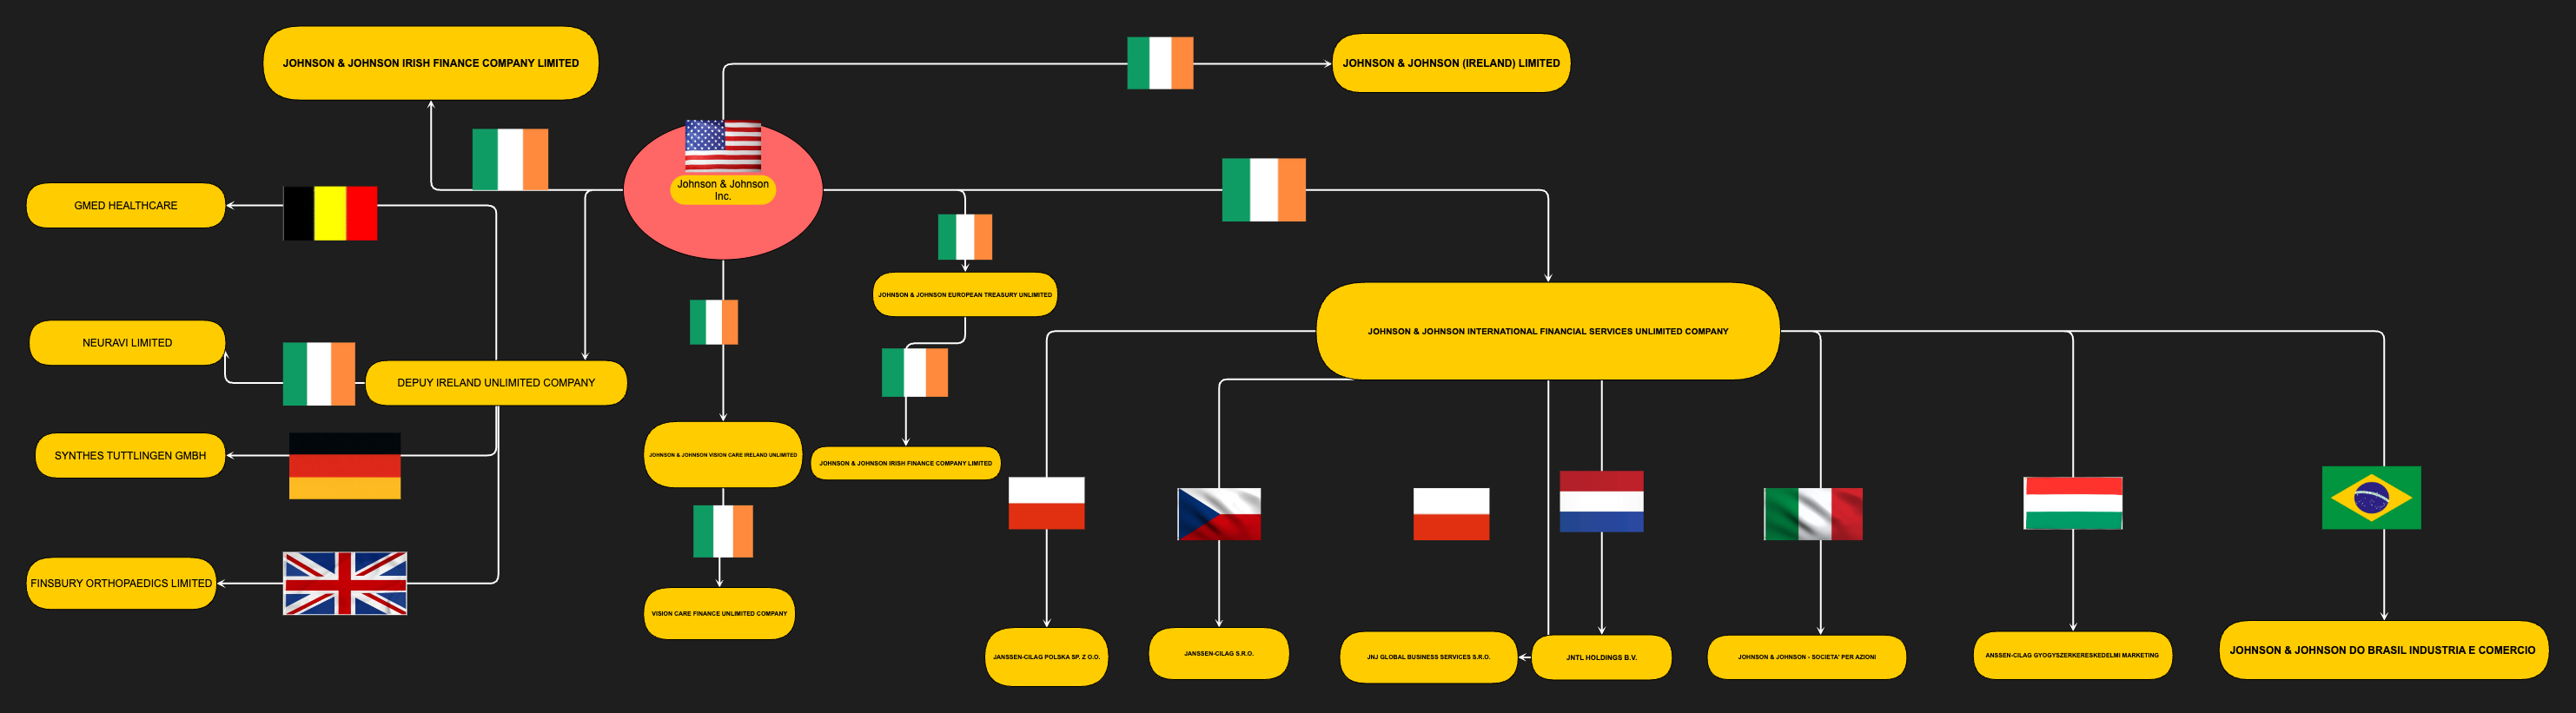 JOHNSON & JOHNSON IRISH FINANCE COMPANY LIMITED
JOHNSON & JOHNSON (IRELAND) LIMITED
Johnson & Johnson
Inc.
GMED HEALTHCARE
JOHNSON & JOHNSON EUROPEAN TREASURY UNLIMITED
JOHNSON & JOHNSON INTERNATIONAL FINANCIAL SERVICES UNLIMITED COMPANY
NEURAVI LIMITED
DEPUY IRELAND UNLIMITED COMPANY
SYNTHES TUTTLINGEN GMBH
JOHNSON & JOHNSON VISION CARE IRELAND UNLIMITED
JOHNSON & JOHNSON IRISH FINANCE COMPANY LIMITED
FINSBURY ORTHOPAEDICS LIMITED
VISION CARE FINANCE UNLIMITED COMPANY
JANSSEN-CILAG POLSKA SP. Z O.O.
JANSSEN-CILAG S.R.O.
JNJ GLOBAL BUSINESS SERVICES S.R.O.
JNTL HOLDINGS B.V.
JOHNSON & JOHNSON - SOCIETA' PER AZIONI
ANSSEN-CILAG GYOGYSZERKERESKEDELMI MARKETING
JOHNSON & JOHNSON DO BRASIL INDUSTRIA E COMERCIO